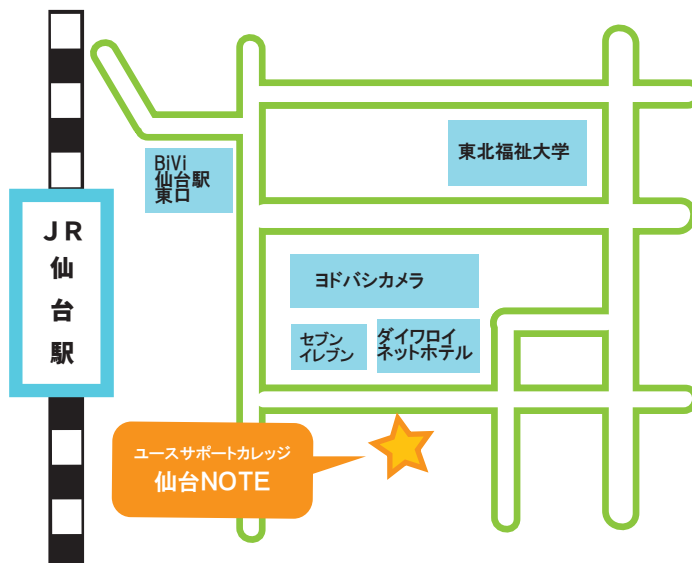 BiVi
仙台駅
東口
東北福祉大学
JR
仙
台
駅
ヨドバシカメラ
セブン
イレブン
ダイワロイ
ネットホテル
ユースサポートカレッジ
仙台NOTE